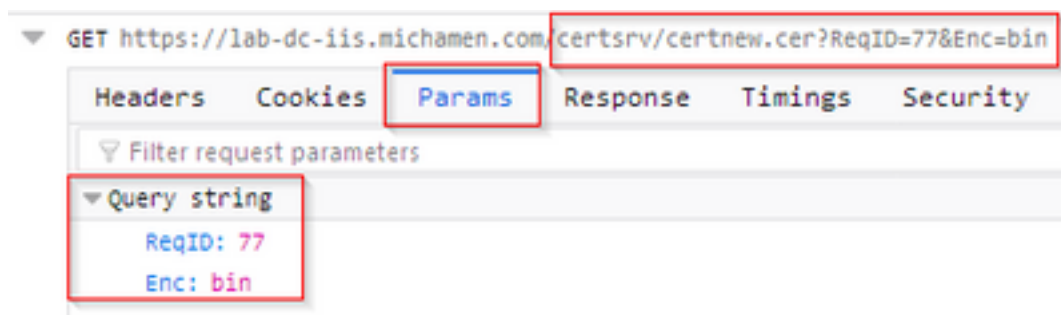 GET https://lab-dc-iis.michamen.com/certsrv/certnew.cer?ReqID=77&Enc=bin
Headers Cookies Params Response Timings Security
Filter request parameters
Query string
ReqID: 77
Enc: bin